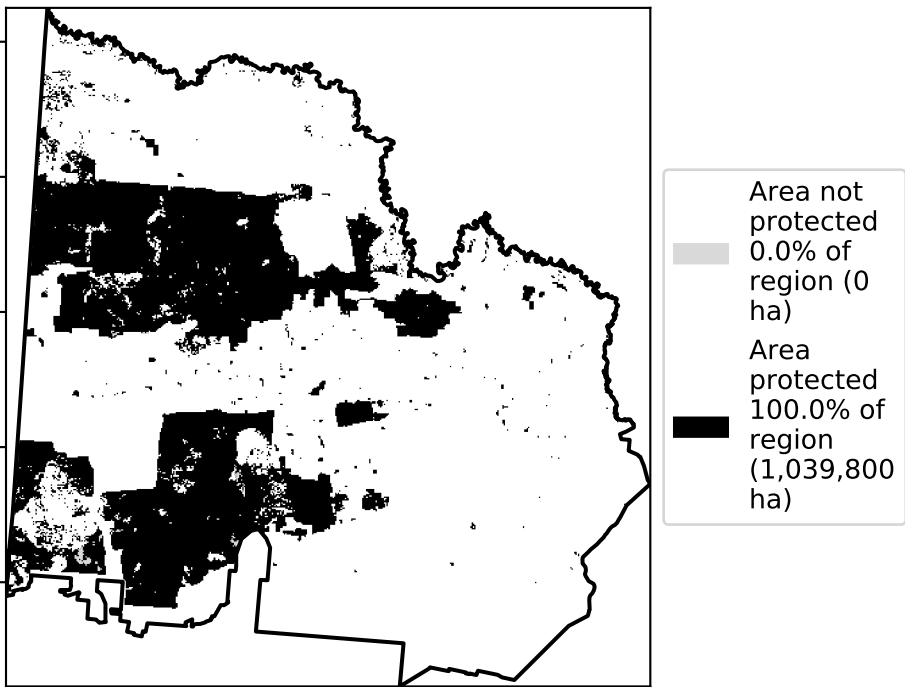 Area not
protected
0.0% of
region (0
ha)
Area
protected
100.0% of
region
(1,039,800
ha)